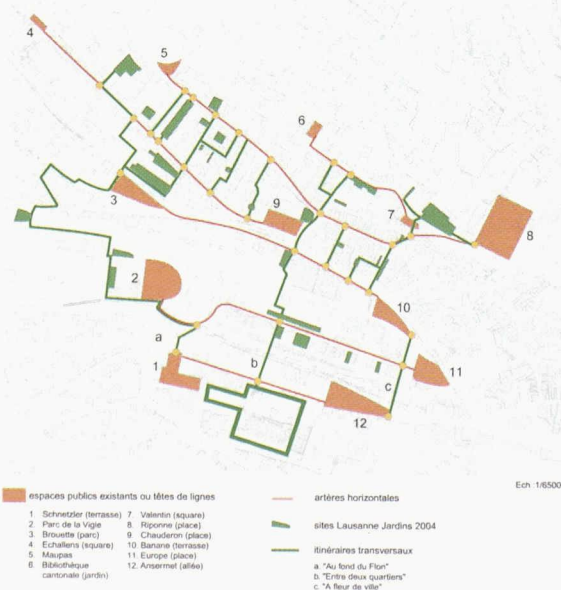 4
5
6
7
8
9
3
2
10
a
b
1
c
11
12
Ech :1/6500
espaces publics existants ou têtes de lignes
1 Schnetzler (terrasse)
2 Parc de la Vigie
3 Brouette (parc)
4 Echallens (square)
5 Maupas
6 Bibliothèque
cantonale (jardin)
7 Valentin (square)
8 Riponne (place)
9 Chauderon (place)
10 Banane (terrasse)
11 Europe (place)
12. Ansermet (allée)
artères horizontales
sites Lausanne Jardins 2004
itinéraires transversaux
a. "Au fond du Flon"
b. "Entre deux quartiers"
c. "A fleur de ville"